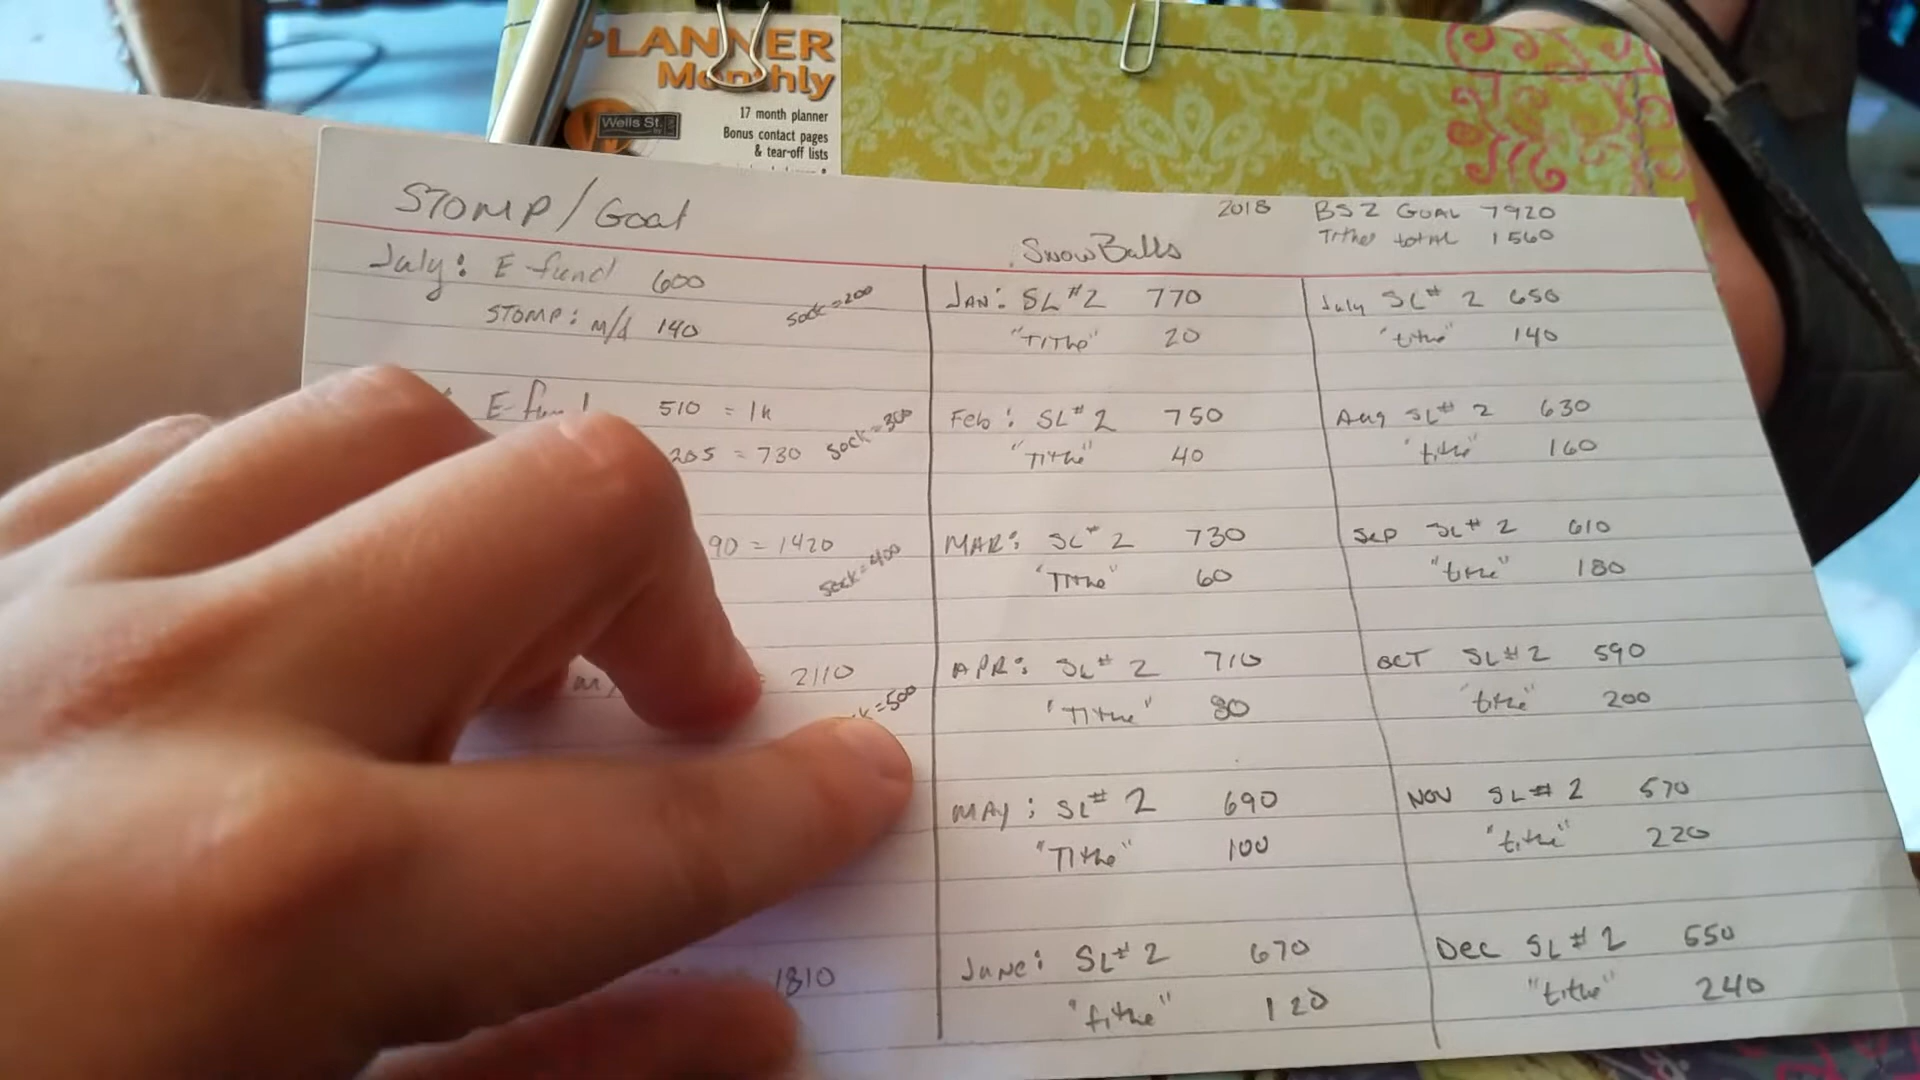 PLANNER
Monthly
Wells St.
17 month planner
Bonus contact pages
& tear-off lists
STOMP/Goal
July: E fund 600
sock=200
STOMP: m/d 140
E-fund 510 = 1k
205 = 730
sock=300
90 = 1420
sock=400
2110
=500
1810
2018
BS2 GOAL 7920
Tithe total 1560
SnowBalls
JAN: SL #2 770
"Tithe" 20
Feb: SL #2 750
"Tithe" 40
MAR: SL #2 730
"Tithe" 60
APR: SL #2 710
"Tithe" 80
MAY: SL #2 690
"Tithe" 100
June: SL #2 670
"tithe" 120
July SL # 2 650
"tithe" 140
Aug SL # 2 630
"tithe" 160
Sep SL # 2 610
"tithe" 180
OCT SL # 2 590
"tithe" 200
NOV SL # 2 570
"tithe" 220
Dec SL # 2 550
"tithe" 240